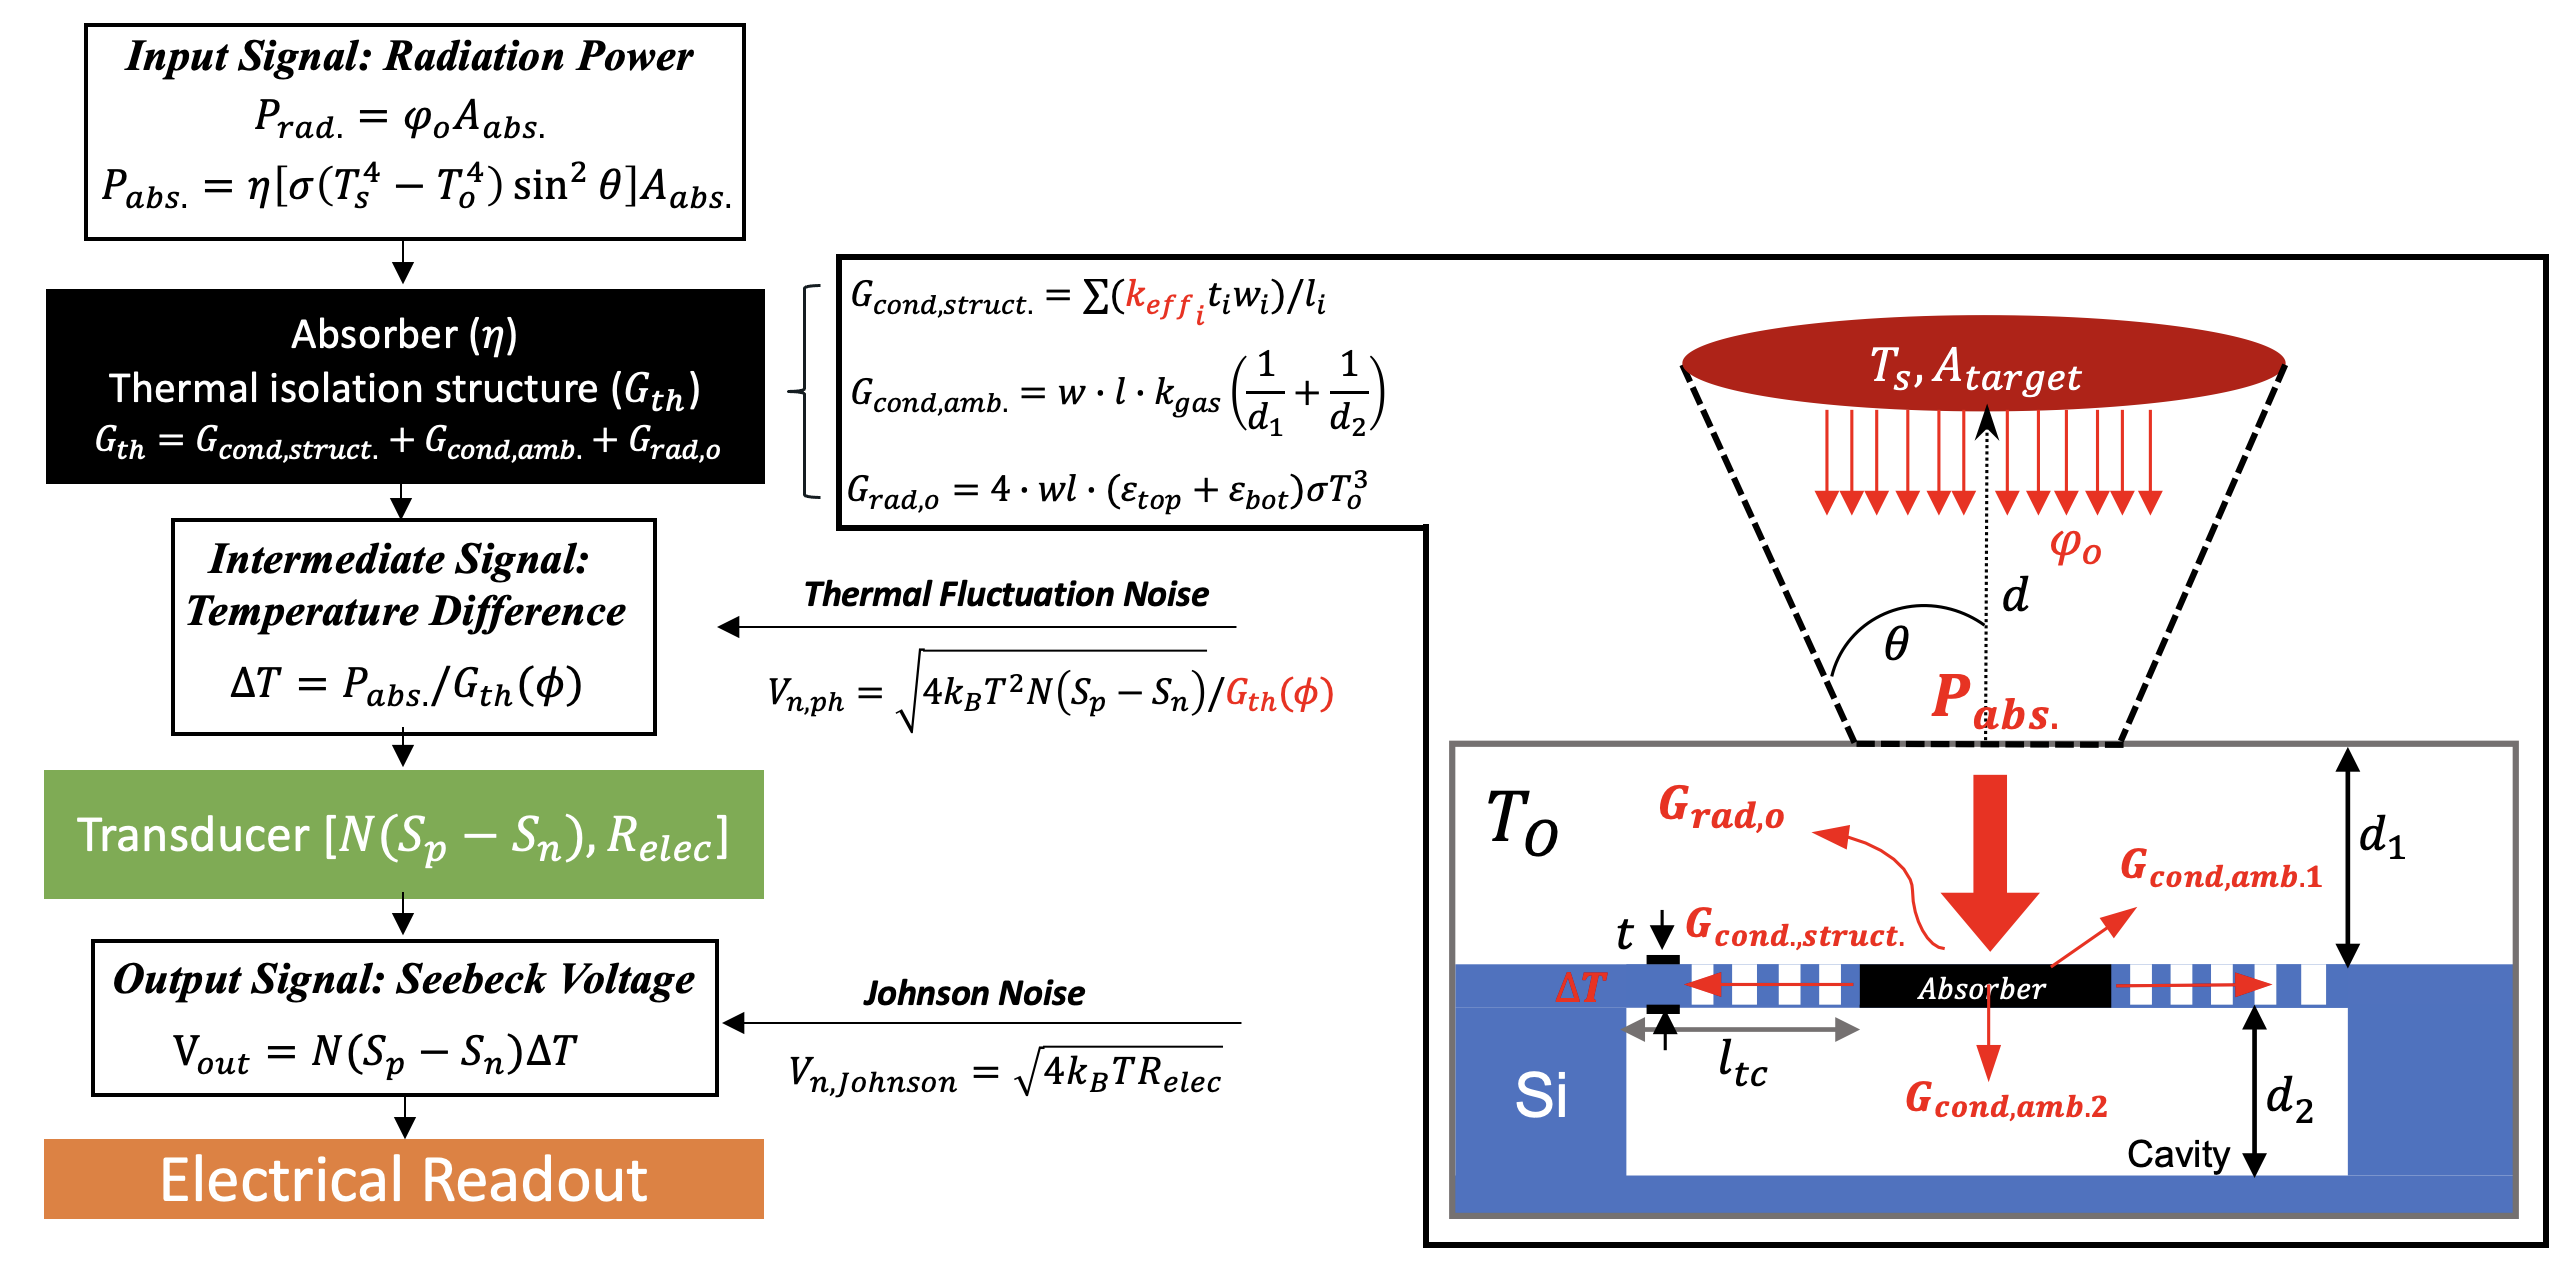 Input Signal: Radiation Power
P_rad. = φ_o A_abs.
P_abs. = η[σ(T_s^4 − T_o^4) sin^2 θ]A_abs.
Absorber (η)
Thermal isolation structure (G_th)
G_th = G_cond,struct. + G_cond,amb. + G_rad,o
G_cond,struct. = ∑(k_eff_i t_i w_i)/l_i
G_cond,amb. = w · l · k_gas (1/d_1 + 1/d_2)
G_rad,o = 4 · wl · (ε_top + ε_bot)σT_o^3
Intermediate Signal:
Temperature Difference
ΔT = P_abs./G_th(ϕ)
Thermal Fluctuation Noise
V_n,ph = √(4k_B T^2 N(S_p − S_n))/G_th(ϕ)
Transducer [N(S_p − S_n), R_elec]
Output Signal: Seebeck Voltage
V_out = N(S_p − S_n)ΔT
Johnson Noise
V_n,Johnson = √(4k_B T R_elec)
Electrical Readout
T_s, A_target
φ_o
d
θ
P_abs.
T_O
G_rad,o
d_1
G_cond,amb.1
t
G_cond.,struct.
ΔT
Absorber
l_tc
Si
G_cond,amb.2
d_2
Cavity